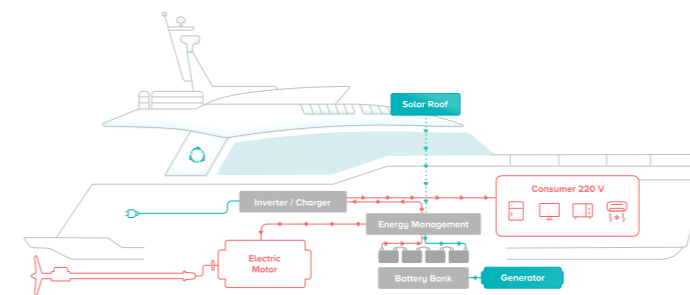 Solar Roof
Consumer 220 V
Inverter / Charger
Energy Management
Electric
Motor
Battery Bank
Generator